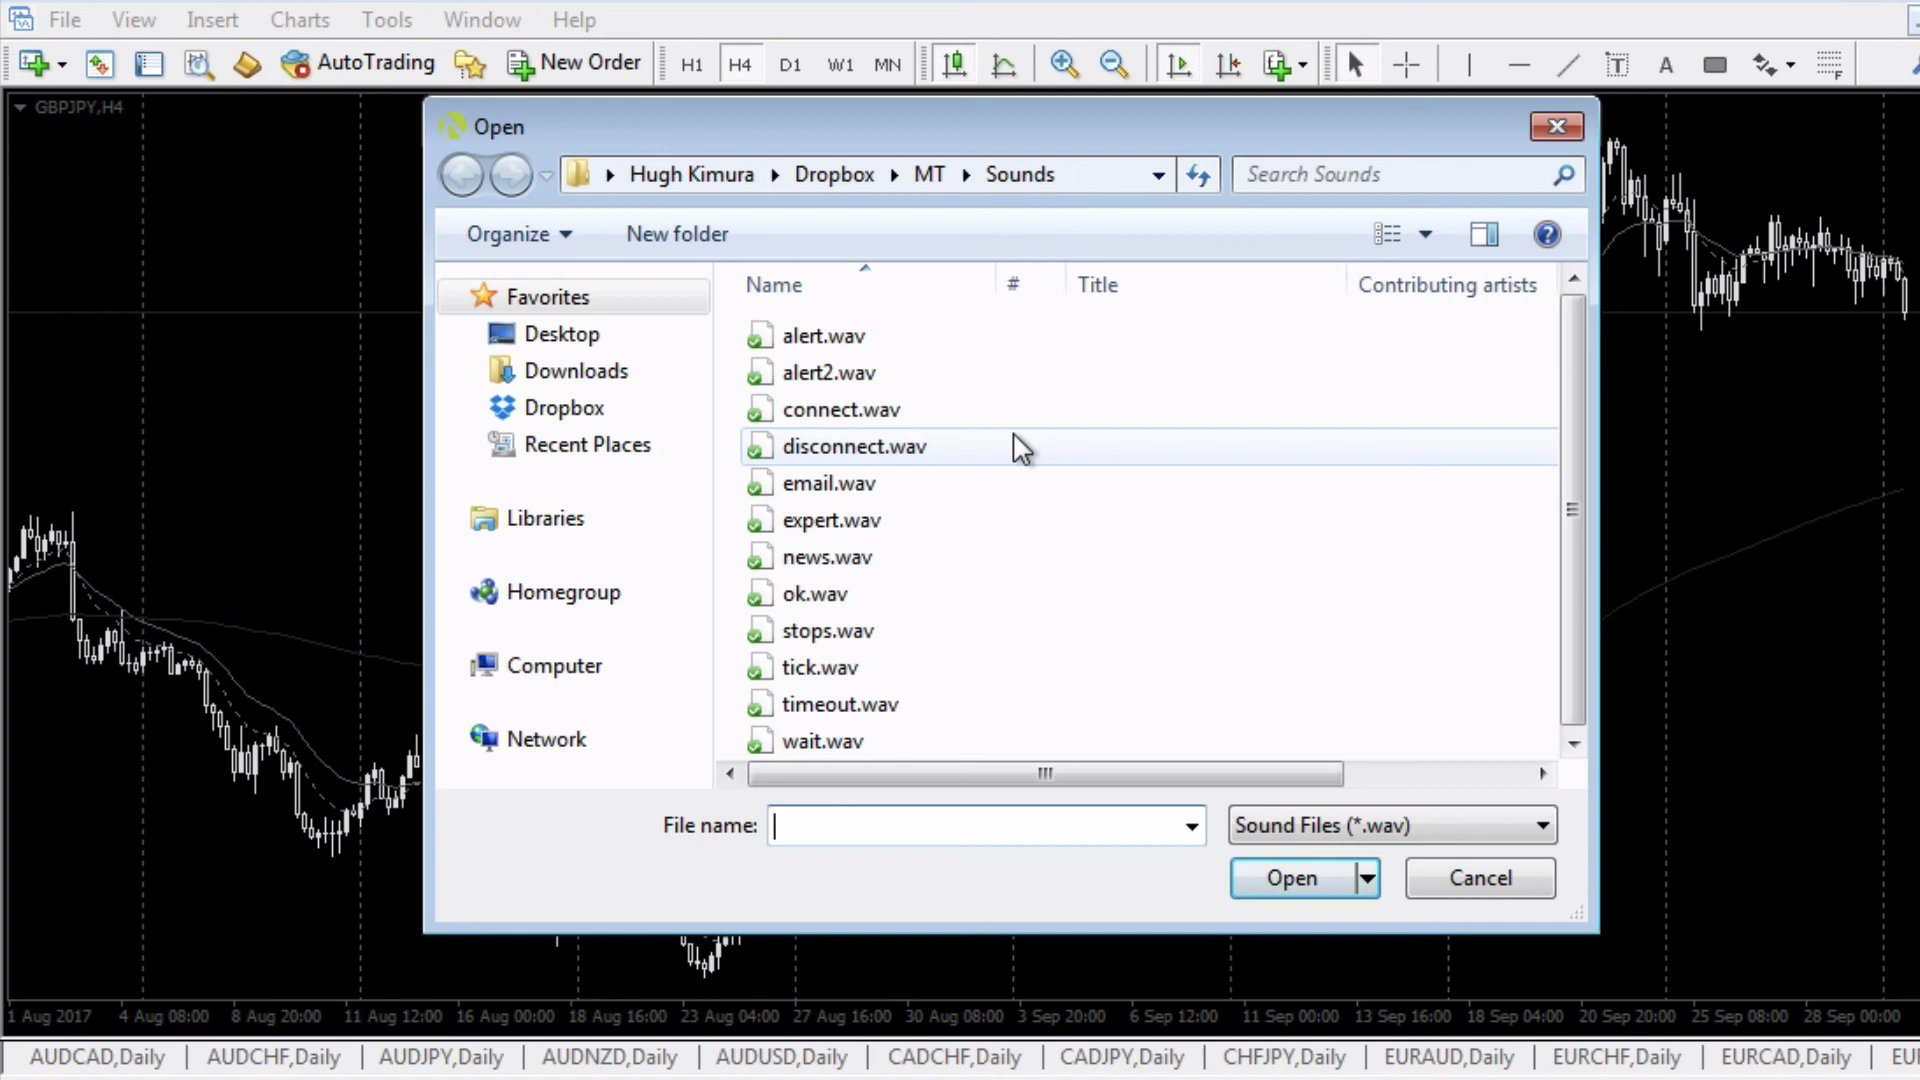 File View Insert Charts Tools Window Help
AutoTrading New Order H1 H4 D1 W1 MN A
GBPJPY,H4
Open
Hugh Kimura Dropbox MT Sounds Search Sounds
Organize New folder
Name # Title Contributing artists
Favorites
Desktop
Downloads
Dropbox
Recent Places
Libraries
Homegroup
Computer
Network
alert.wav
alert2.wav
connect.wav
disconnect.wav
email.wav
expert.wav
news.wav
ok.wav
stops.wav
tick.wav
timeout.wav
wait.wav
File name: Sound Files (*.wav)
Open Cancel
1 Aug 2017 4 Aug 08:00 8 Aug 20:00 11 Aug 12:00 16 Aug 00:00 18 Aug 16:00 23 Aug 04:00 27 Aug 16:00 30 Aug 08:00 3 Sep 20:00 6 Sep 12:00 11 Sep 00:00 13 Sep 16:00 18 Sep 04:00 20 Sep 20:00 25 Sep 08:00 28 Sep 00:00
AUDCAD,Daily AUDCHF,Daily AUDJPY,Daily AUDNZD,Daily AUDUSD,Daily CADCHF,Daily CADJPY,Daily CHFJPY,Daily EURAUD,Daily EURCHF,Daily EURCAD,Daily